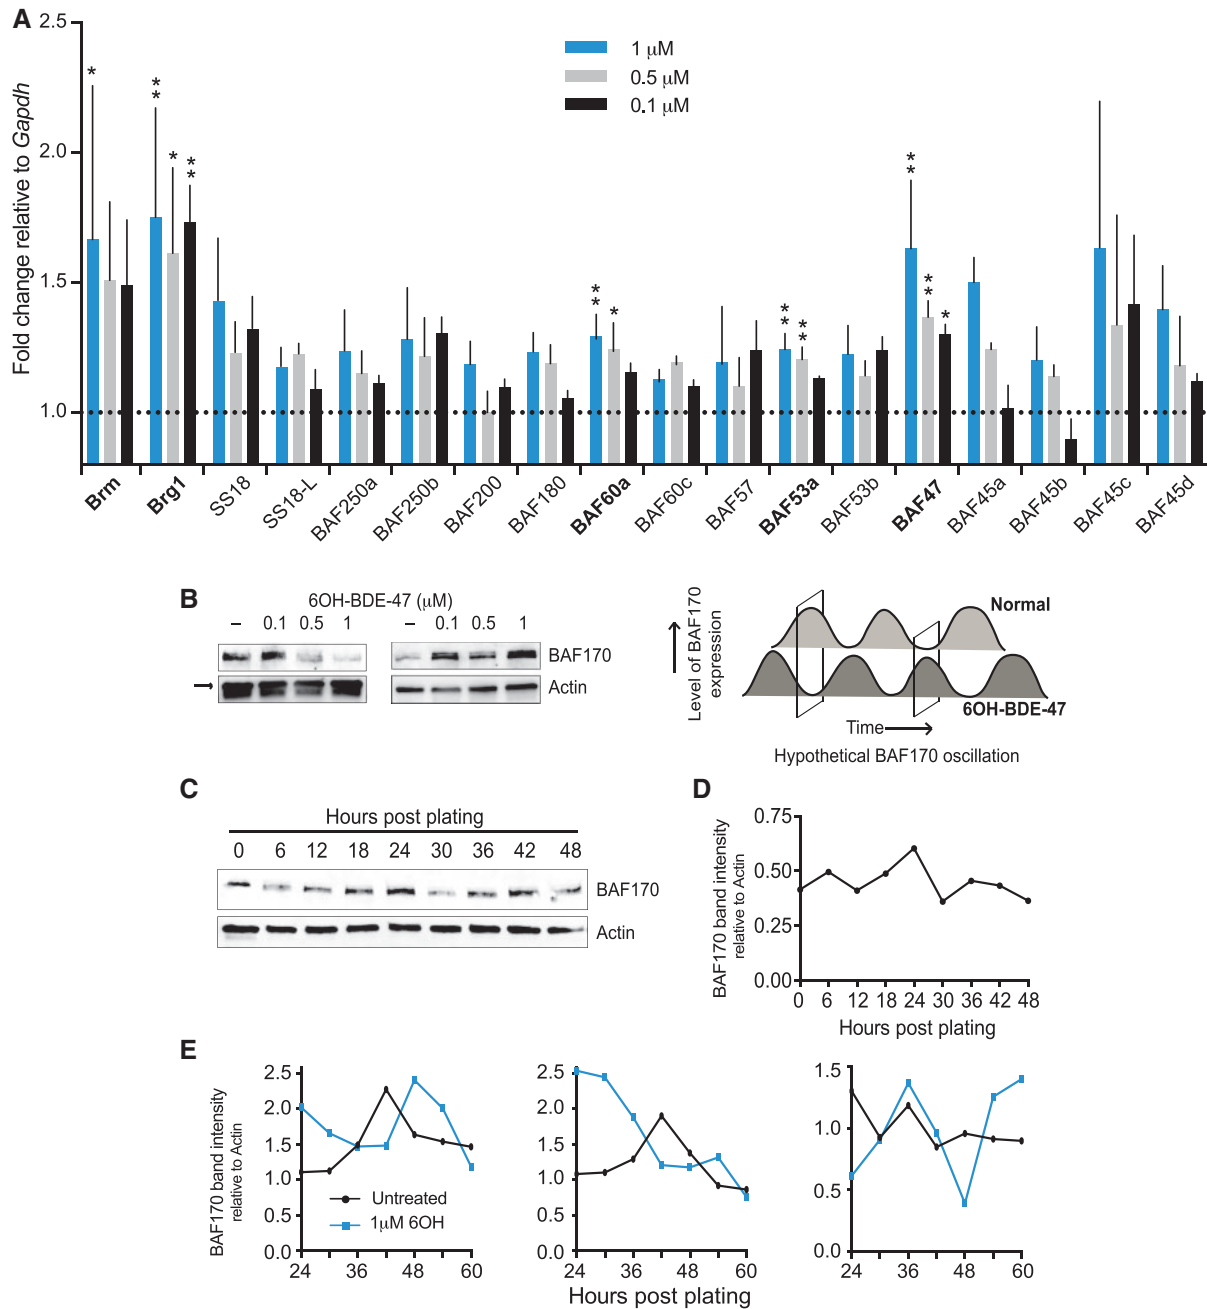 A
2.5
2.0
1.5
1.0
Fold change relative to Gapdh
1 μM
0.5 μM
0.1 μM
* ** * ** ** * ** ** ** ** *
Brm Brg1 SS18 SS18-L BAF250a BAF250b BAF200 BAF180 BAF60a BAF60c BAF57 BAF53a BAF53b BAF47 BAF45a BAF45b BAF45c BAF45d
B
6OH-BDE-47 (μM)
– 0.1 0.5 1 – 0.1 0.5 1
BAF170
Actin
Level of BAF170
expression
Normal
6OH-BDE-47
Time
Hypothetical BAF170 oscillation
C
Hours post plating
0 6 12 18 24 30 36 42 48
BAF170
Actin
D
BAF170 band intensity
relative to Actin
0.75
0.50
0.25
0.00
0 6 12 18 24 30 36 42 48
Hours post plating
E
BAF170 band intensity
relative to Actin
2.5
2.0
1.5
1.0
0.5
0.0
Untreated
1μM 6OH
24 36 48 60
2.5
2.0
1.5
1.0
0.5
0.0
24 36 48 60
1.5
1.0
0.5
0.0
24 36 48 60
Hours post plating